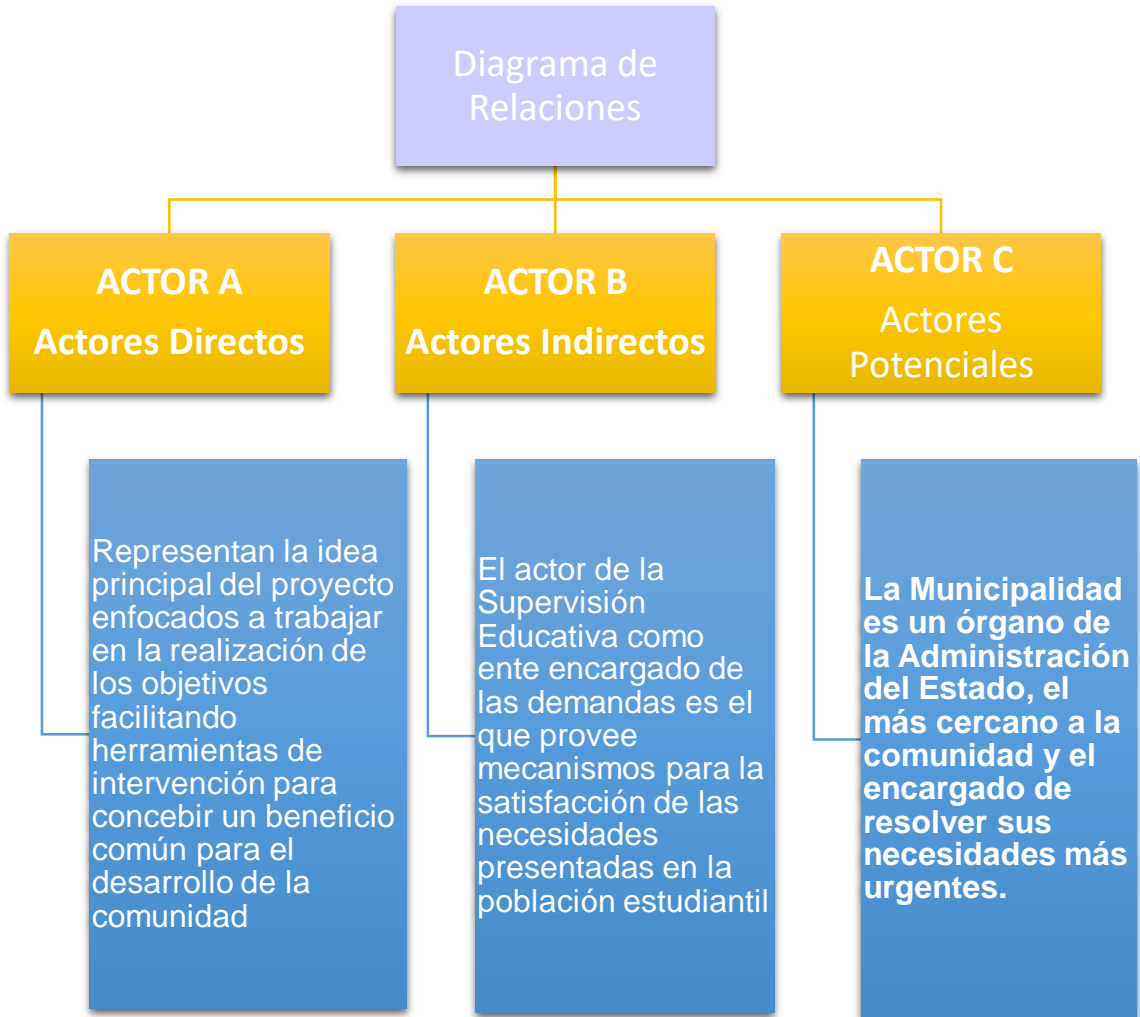 Diagrama de
Relaciones
ACTOR A
Actores Directos
Representan la idea
principal del proyecto
enfocados a trabajar
en la realización de
los objetivos
facilitando
herramientas de
intervención para
concebir un beneficio
común para el
desarrollo de la
comunidad
ACTOR B
Actores Indirectos
El actor de la
Supervisión
Educativa como
ente encargado de
las demandas es el
que provee
mecanismos para la
satisfacción de las
necesidades
presentadas en la
población estudiantil
ACTOR C
Actores
Potenciales
La Municipalidad
es un órgano de
la Administración
del Estado, el
más cercano a la
comunidad y el
encargado de
resolver sus
necesidades más
urgentes.